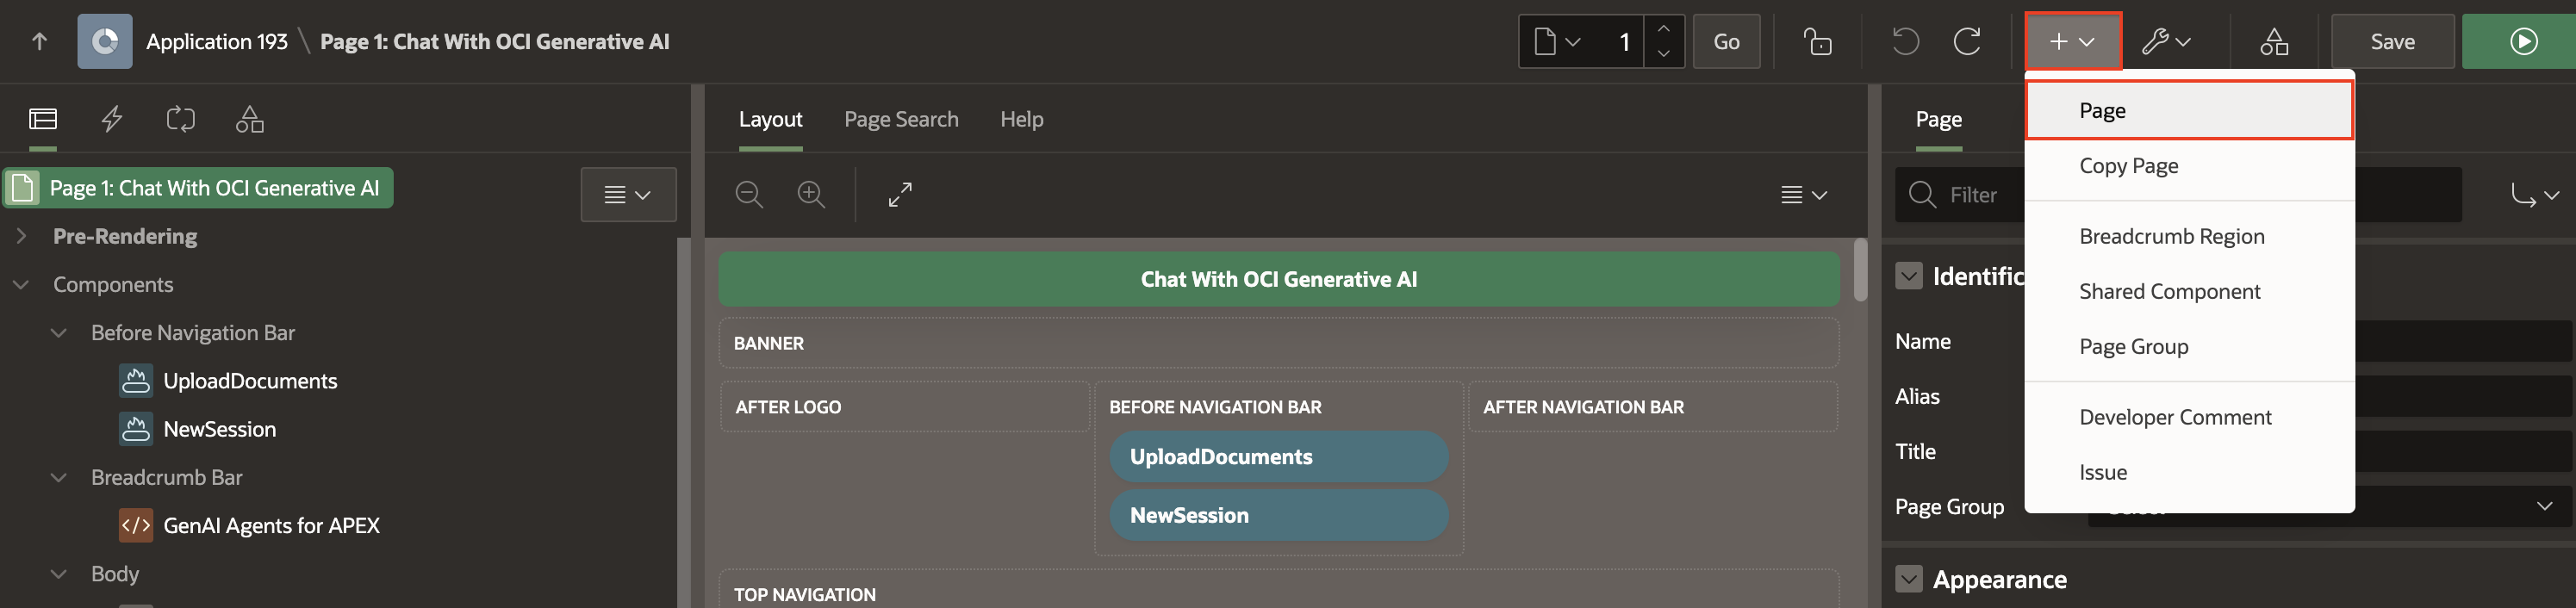 Application 193 \ Page 1: Chat With OCI Generative AI
1
Go
Save
Page 1: Chat With OCI Generative AI
Pre-Rendering
Components
Before Navigation Bar
UploadDocuments
NewSession
Breadcrumb Bar
GenAI Agents for APEX
Body
Layout
Page Search
Help
Chat With OCI Generative AI
BANNER
AFTER LOGO
BEFORE NAVIGATION BAR
AFTER NAVIGATION BAR
UploadDocuments
NewSession
TOP NAVIGATION
Page
Filter
Name
Alias
Title
Page Group
Appearance
Page
Copy Page
Breadcrumb Region
Shared Component
Page Group
Developer Comment
Issue